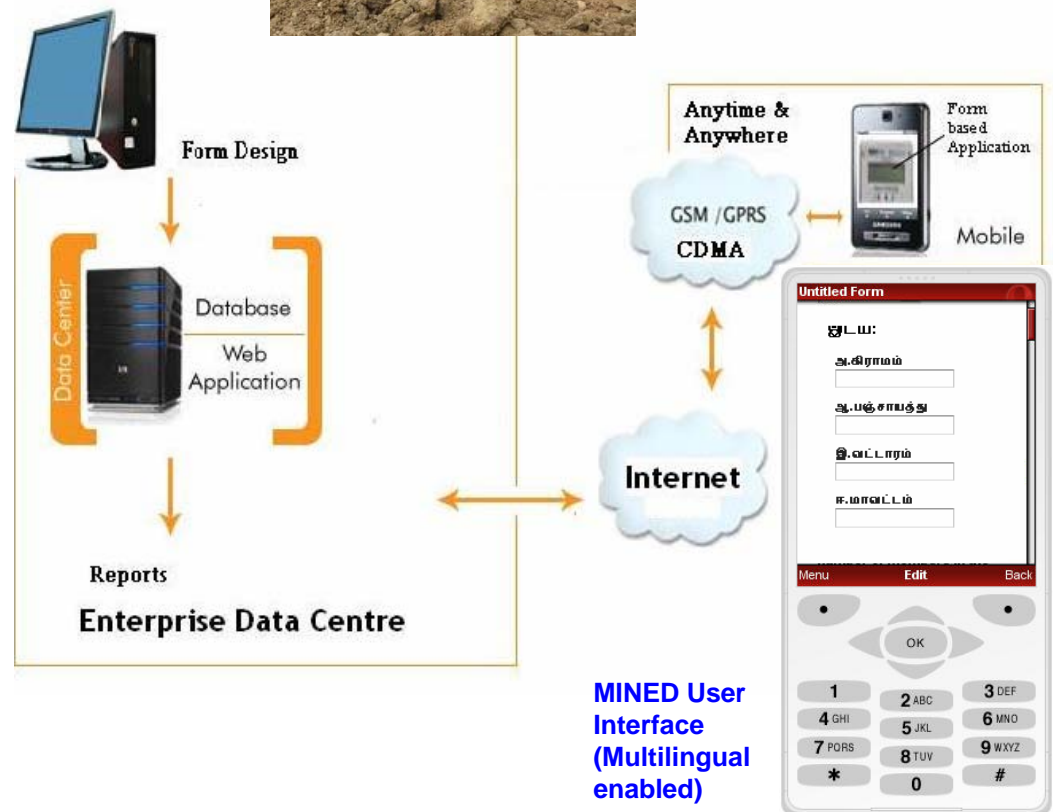 Form Design
Data Center
Database
Web
Application
Reports
Enterprise Data Centre
Anytime &
Anywhere
Form
based
Application
GSM /GPRS
CDMA
Mobile
Internet
Untitled Form
அ.கிராமம்
ஆ.பஞ்சாயத்து
இ.வட்டாரம்
ஈ.மாவட்டம்
Menu Edit Back
OK
1 2 ABC 3 DEF
4 GHI 5 JKL 6 MNO
7 PQRS 8 TUV 9 WXYZ
* 0 #
MINED User
Interface
(Multilingual
enabled)